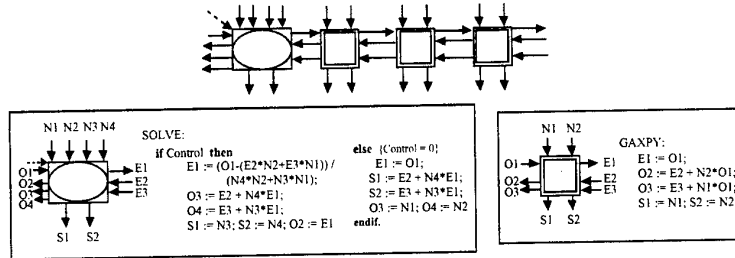 N1 N2 N3 N4
SOLVE:
if Control then
E1 := (O1-(E2*N2+E3*N1)) /
(N4*N2+N3*N1);
O3 := E2 + N4*E1;
O4 := E3 + N3*E1;
S1 := N3; S2 := N4; O2 := E1
else {Control = 0}
E1 := O1;
S1 := E2 + N4*E1;
S2 := E3 + N3*E1;
O3 := N1; O4 := N2
endif.
O1
O2
O3
O4
E1
E2
E3
S1 S2
N1 N2
GAXPY:
E1 := O1;
O2 := E2 + N2*O1;
O3 := E3 + N1*O1;
S1 := N1; S2 := N2
O1
O2
O3
E1
E2
E3
S1 S2